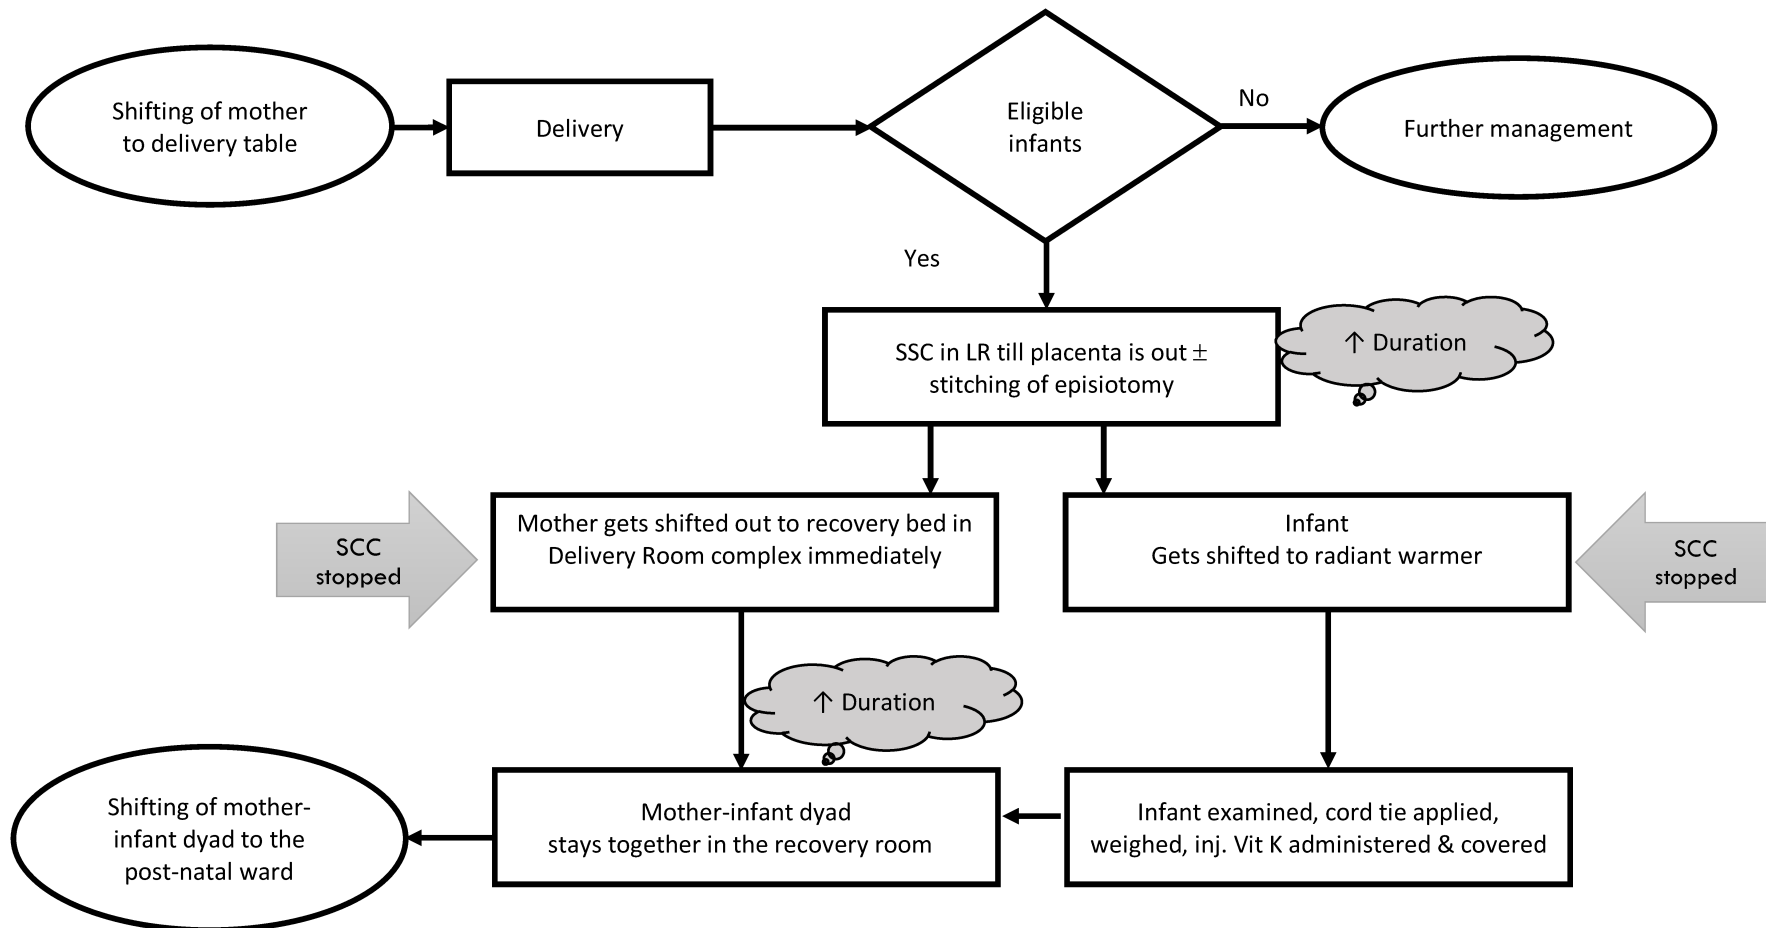 Shifting of mother
to delivery table
Delivery
Eligible
infants
No
Further management
Yes
SSC in LR till placenta is out ±
stitching of episiotomy
↑ Duration
Mother gets shifted out to recovery bed in
Delivery Room complex immediately
Infant
Gets shifted to radiant warmer
SCC
stopped
SCC
stopped
↑ Duration
Shifting of mother-
infant dyad to the
post-natal ward
Mother-infant dyad
stays together in the recovery room
Infant examined, cord tie applied,
weighed, inj. Vit K administered & covered